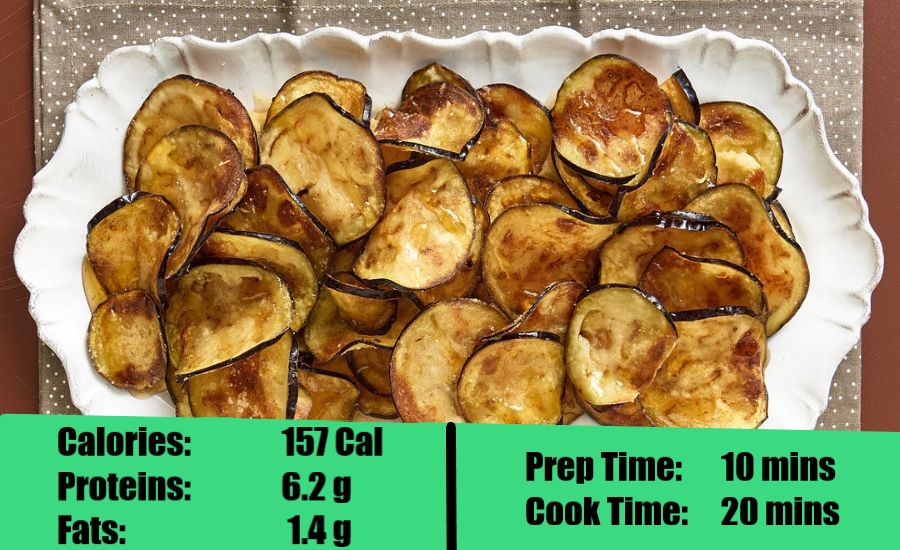 Calories: 157 Cal
Proteins: 6.2 g
Fats: 1.4 g
Prep Time: 10 mins
Cook Time: 20 mins